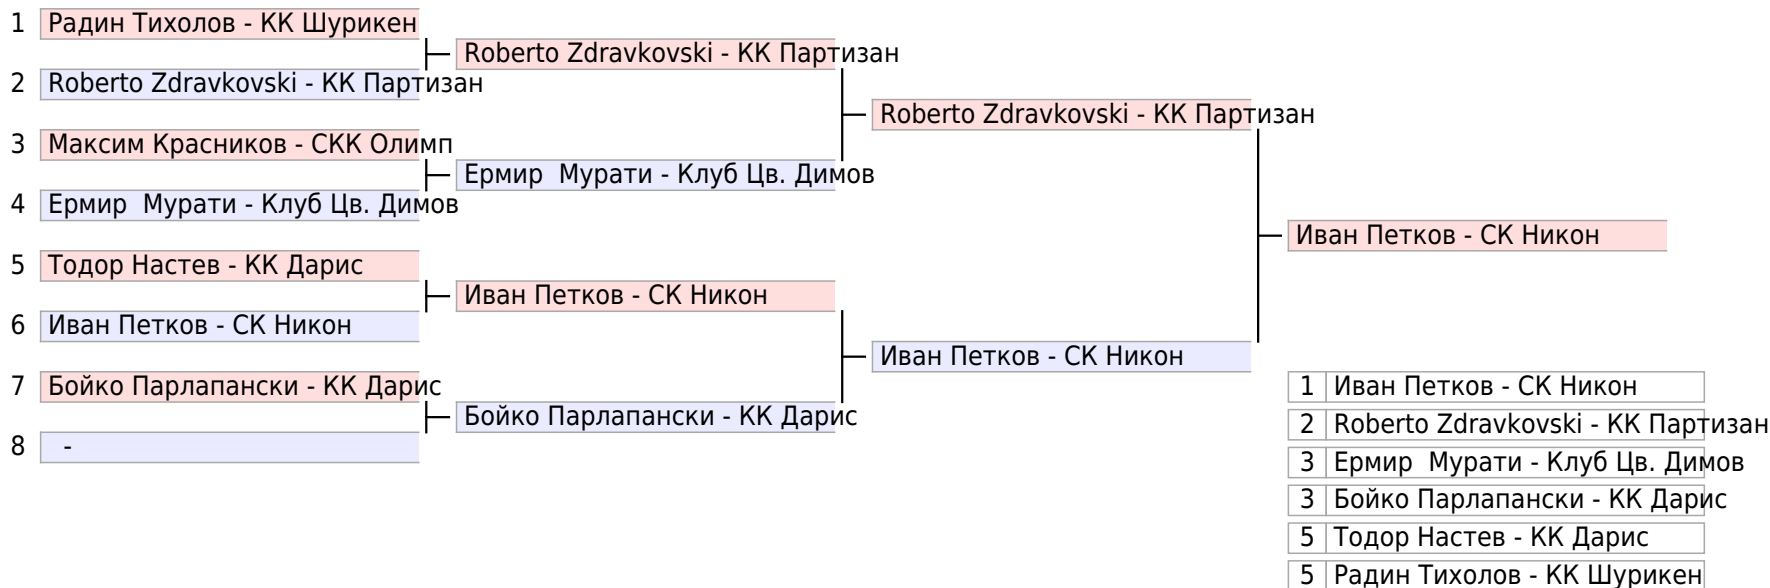 1 Радин Тихолов - КК Шурикен
Roberto Zdravkovski - КК Партизан
2 Roberto Zdravkovski - КК Партизан
Roberto Zdravkovski - КК Партизан
3 Максим Красников - СКК Олимп
Ермир  Мурати - Клуб Цв. Димов
4 Ермир  Мурати - Клуб Цв. Димов
Иван Петков - СК Никон
5 Тодор Настев - КК Дарис
Иван Петков - СК Никон
6 Иван Петков - СК Никон
Иван Петков - СК Никон
7 Бойко Парлапански - КК Дарис
Бойко Парлапански - КК Дарис
8 -
1 Иван Петков - СК Никон
2 Roberto Zdravkovski - КК Партизан
3 Ермир  Мурати - Клуб Цв. Димов
3 Бойко Парлапански - КК Дарис
5 Тодор Настев - КК Дарис
5 Радин Тихолов - КК Шурикен